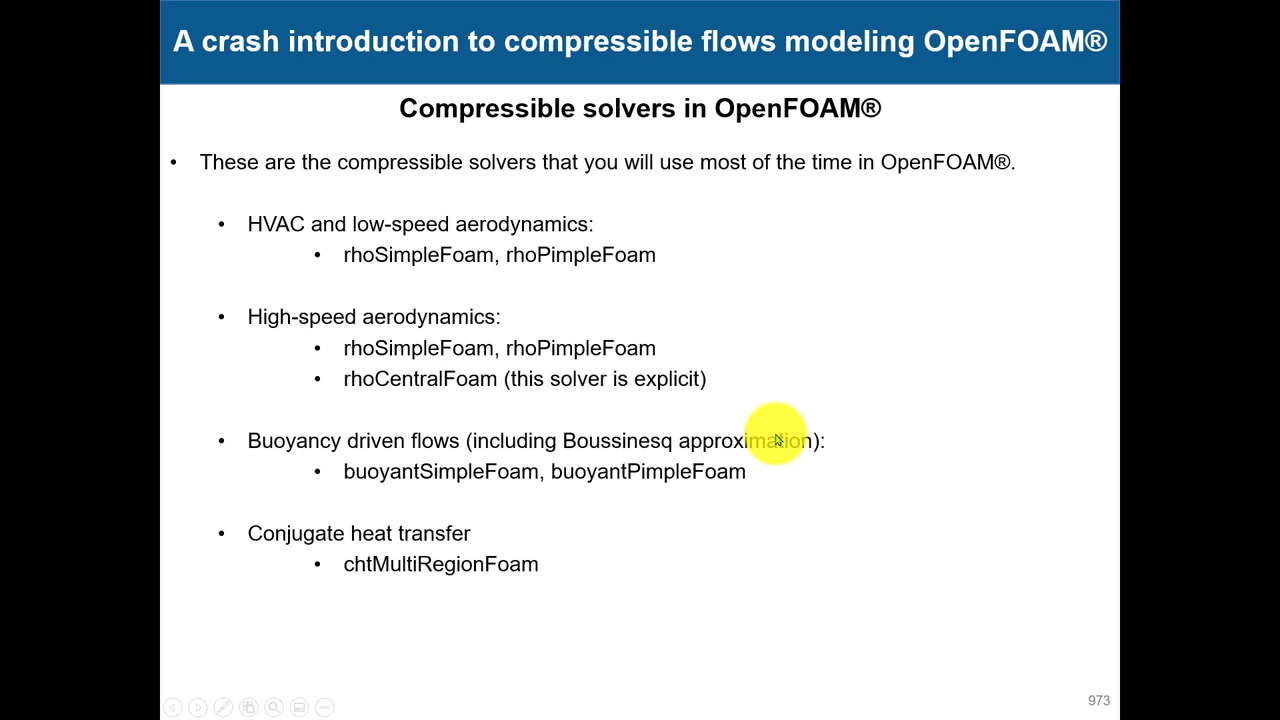 A crash introduction to compressible flows modeling OpenFOAM®
Compressible solvers in OpenFOAM®
• These are the compressible solvers that you will use most of the time in OpenFOAM®.
• HVAC and low-speed aerodynamics:
• rhoSimpleFoam, rhoPimpleFoam
• High-speed aerodynamics:
• rhoSimpleFoam, rhoPimpleFoam
• rhoCentralFoam (this solver is explicit)
• Buoyancy driven flows (including Boussinesq approximation):
• buoyantSimpleFoam, buoyantPimpleFoam
• Conjugate heat transfer
• chtMultiRegionFoam
973